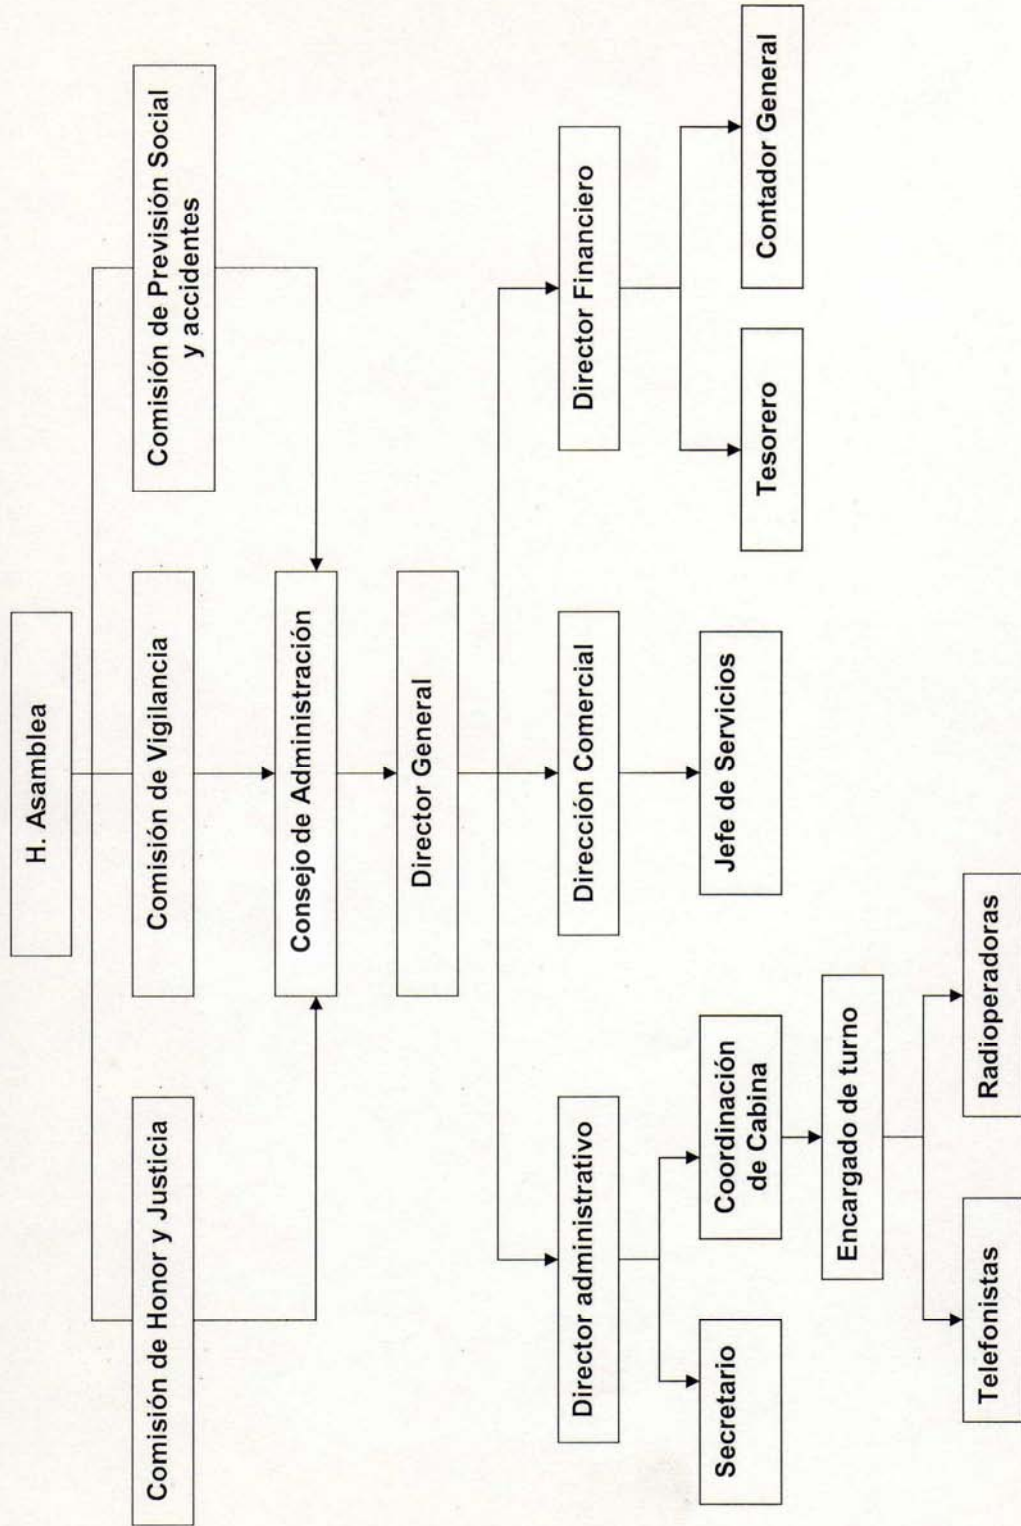 H. Asamblea
Comisión de Honor y Justicia
Comisión de Vigilancia
Comisión de Previsión Social
y accidentes
Consejo de Administración
Director General
Director administrativo
Dirección Comercial
Director Financiero
Secretario
Coordinación
de Cabina
Jefe de Servicios
Tesorero
Contador General
Encargado de turno
Telefonistas
Radioperadoras